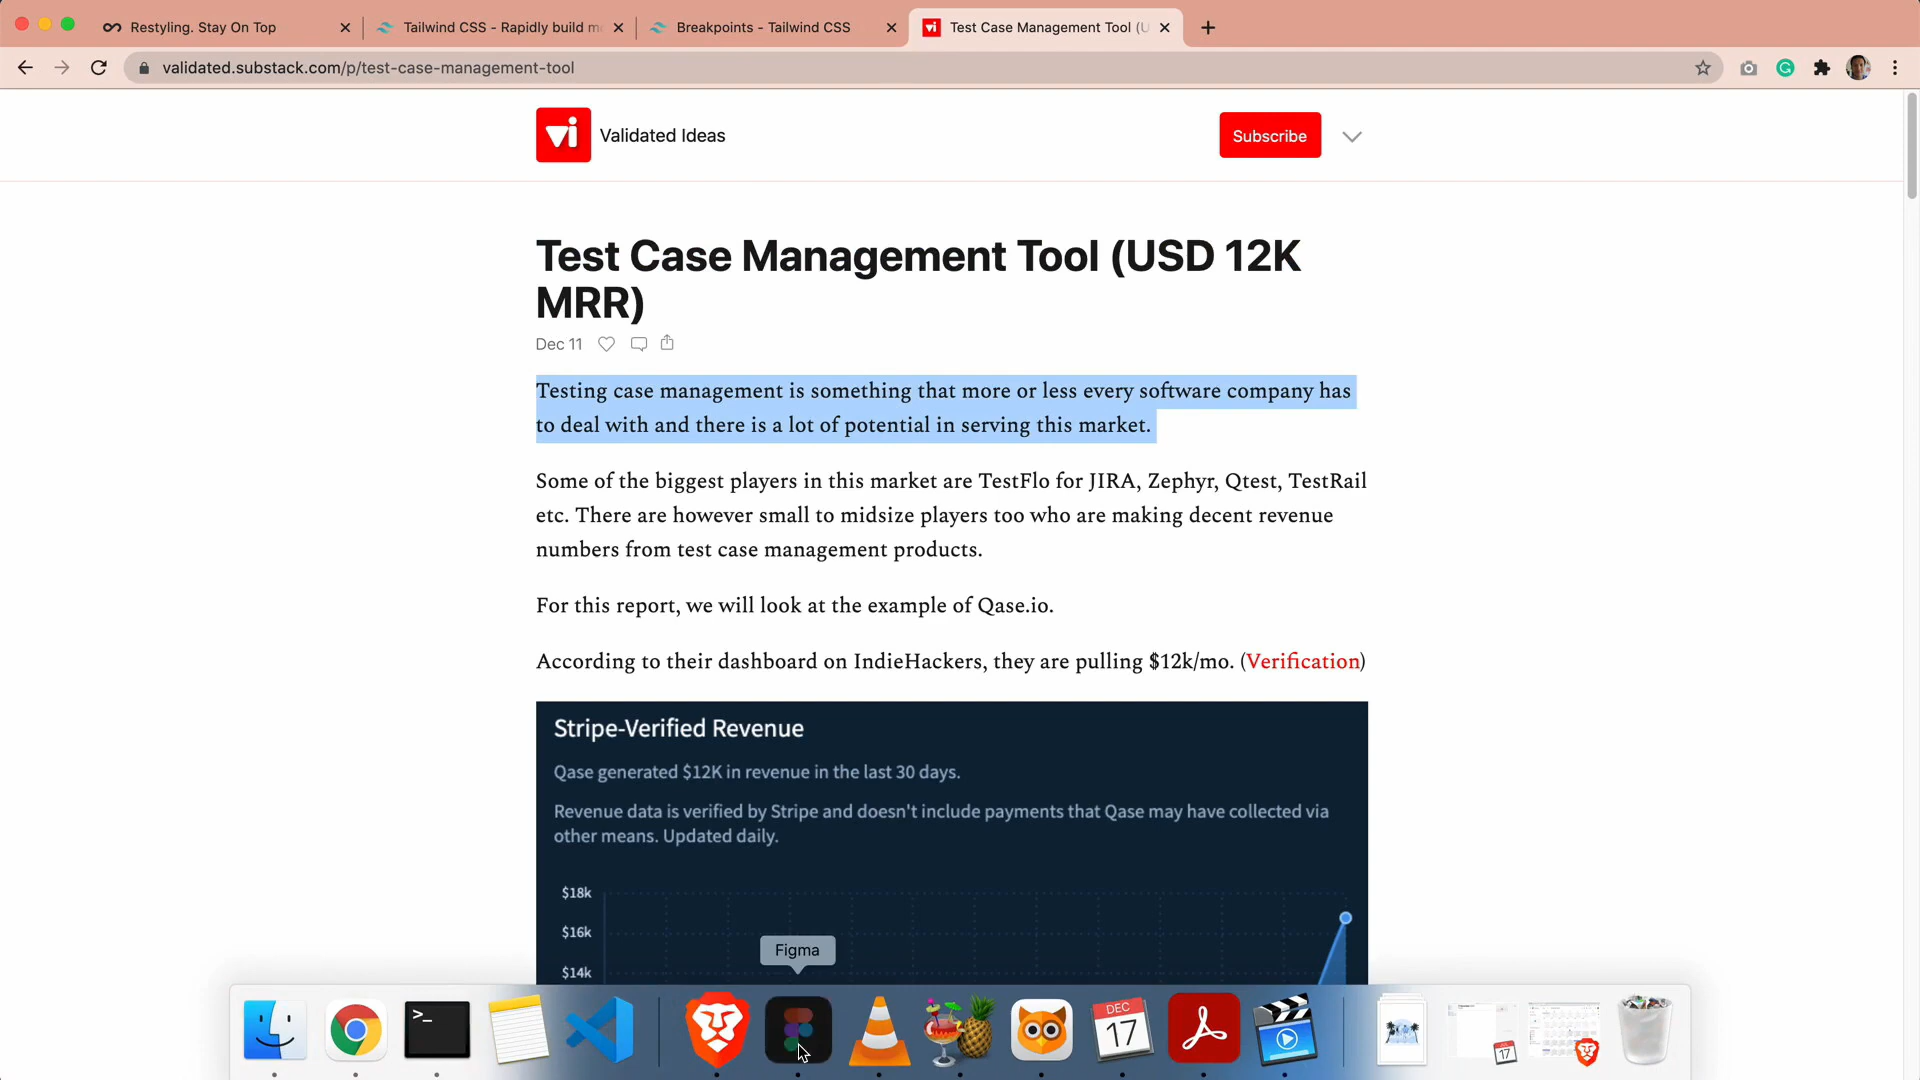 Restyling. Stay On Top
Tailwind CSS - Rapidly build m
Breakpoints - Tailwind CSS
Test Case Management Tool (U
validated.substack.com/p/test-case-management-tool
vi
Validated Ideas
Subscribe
Test Case Management Tool (USD 12K
MRR)
Dec 11
Testing case management is something that more or less every software company has
to deal with and there is a lot of potential in serving this market.
Some of the biggest players in this market are TestFlo for JIRA, Zephyr, Qtest, TestRail
etc. There are however small to midsize players too who are making decent revenue
numbers from test case management products.
For this report, we will look at the example of Qase.io.
According to their dashboard on IndieHackers, they are pulling $12k/mo. (Verification)
Stripe-Verified Revenue
Qase generated $12K in revenue in the last 30 days.
Revenue data is verified by Stripe and doesn't include payments that Qase may have collected via
other means. Updated daily.
$18k
$16k
$14k
Figma
>_
DEC
17
17